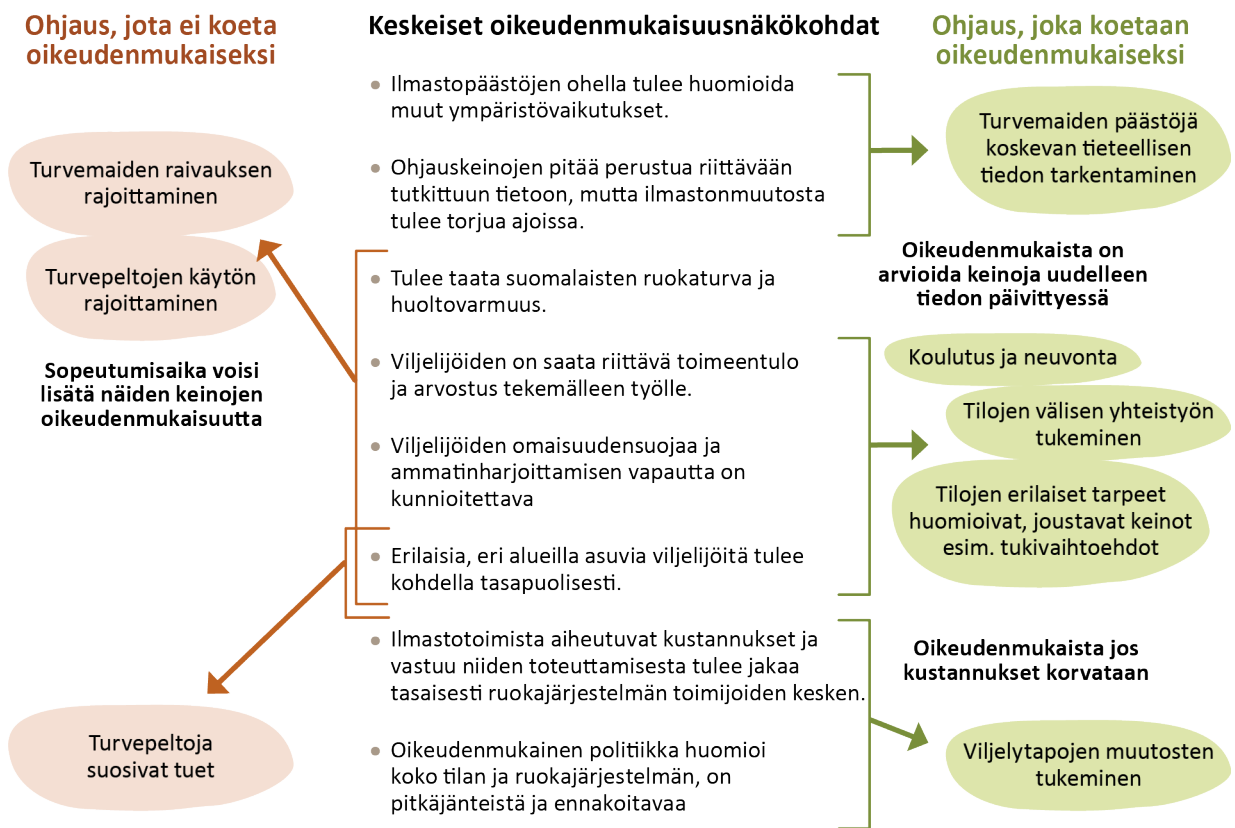 Ohjaus, jota ei koeta
oikeudenmukaiseksi
Turvemaiden raivauksen
rajoittaminen
Turvepeltojen käytön
rajoittaminen
Sopeutumisaika voisi
lisätä näiden keinojen
oikeudenmukaisuutta
Turvepeltoja
suosivat tuet
Keskeiset oikeudenmukaisuusnäkökohdat
• Ilmastopäästöjen ohella tulee huomioida
muut ympäristövaikutukset.
• Ohjauskeinojen pitää perustua riittävään
tutkittuun tietoon, mutta ilmastonmuutosta
tulee torjua ajoissa.
• Tulee taata suomalaisten ruokaturva ja
huoltovarmuus.
• Viljelijöiden on saata riittävä toimeentulo
ja arvostus tekemälleen työlle.
• Viljelijöiden omaisuudensuojaa ja
ammatinharjoittamisen vapautta on
kunnioitettava
• Erilaisia, eri alueilla asuvia viljelijöitä tulee
kohdella tasapuolisesti.
• Ilmastotoimista aiheutuvat kustannukset ja
vastuu niiden toteuttamisesta tulee jakaa
tasaisesti ruokajärjestelmän toimijoiden kesken.
• Oikeudenmukainen politiikka huomioi
koko tilan ja ruokajärjestelmän, on
pitkäjänteistä ja ennakoitavaa
Ohjaus, joka koetaan
oikeudenmukaiseksi
Turvemaiden päästöjä
koskevan tieteellisen
tiedon tarkentaminen
Oikeudenmukaista on
arvioida keinoja uudelleen
tiedon päivittyessä
Koulutus ja neuvonta
Tilojen välisen yhteistyön
tukeminen
Tilojen erilaiset tarpeet
huomioivat, joustavat keinot
esim. tukivaihtoehdot
Oikeudenmukaista jos
kustannukset korvataan
Viljelytapojen muutosten
tukeminen